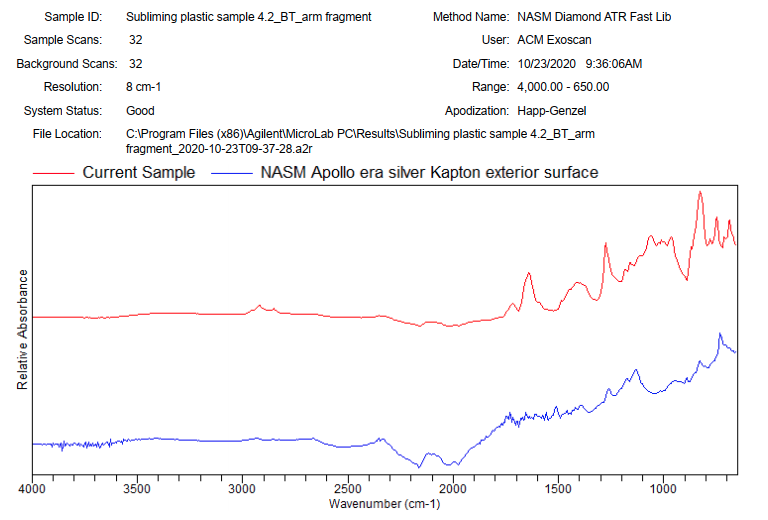 Sample ID: Subliming plastic sample 4.2_BT_arm fragment Method Name: NASM Diamond ATR Fast Lib
Sample Scans: 32 User: ACM Exoscan
Background Scans: 32 Date/Time: 10/23/2020 9:36:06AM
Resolution: 8 cm-1 Range: 4,000.00 - 650.00
System Status: Good Apodization: Happ-Genzel
File Location: C:\Program Files (x86)\Agilent\MicroLab PC\Results\Subliming plastic sample 4.2_BT_arm
fragment_2020-10-23T09-37-28.a2r
Current Sample NASM Apollo era silver Kapton exterior surface
Relative Absorbance
4000 3500 3000 2500 2000 1500 1000
Wavenumber (cm-1)